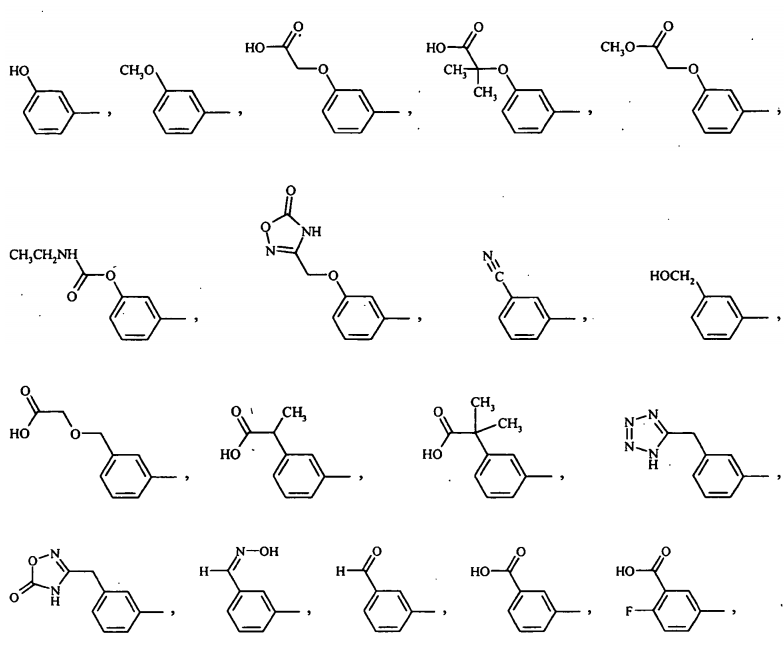 HO
,
CH₃O
,
HO
O
O
,
HO
O
CH₃
CH₃
O
,
CH₃O
O
O
,
CH₃CH₂NH
O
O
,
O
O
NH
N
O
,
N
C
,
HOCH₂
,
O
HO
O
,
O
CH₃
HO
,
O
CH₃
CH₃
HO
,
N
N
N
N
H
,
O
N
O
N
H
,
H
N
OH
,
H
O
,
HO
O
,
HO
O
F
,